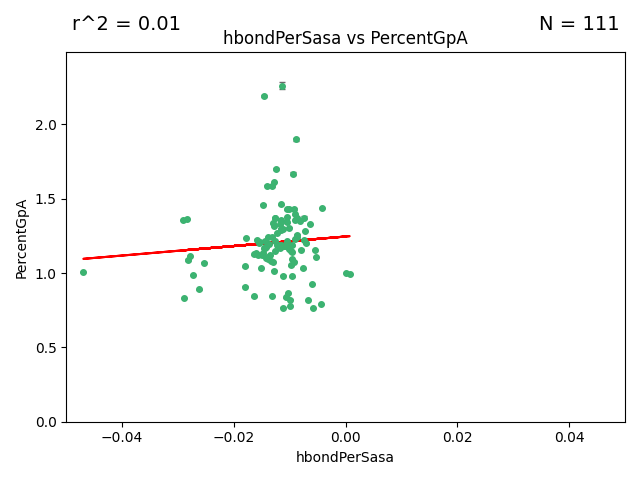 r^2 = 0.01
N = 111
hbondPerSasa vs PercentGpA
PercentGpA
2.0
1.5
1.0
0.5
0.0
−0.04
−0.02
0.00
0.02
0.04
hbondPerSasa